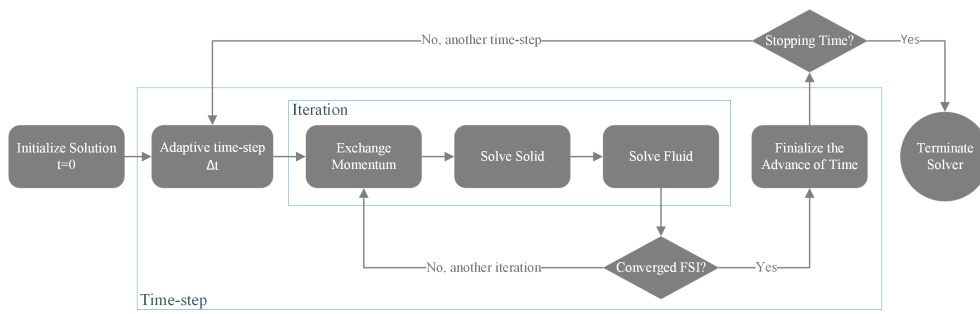 No, another time-step
Stopping Time?
Yes
Iteration
Initialize Solution
t=0
Adaptive time-step
Δt
Exchange
Momentum
Solve Solid
Solve Fluid
Finialize the
Advance of Time
Terminate
Solver
No, another iteration
Converged FSI?
Yes
Time-step